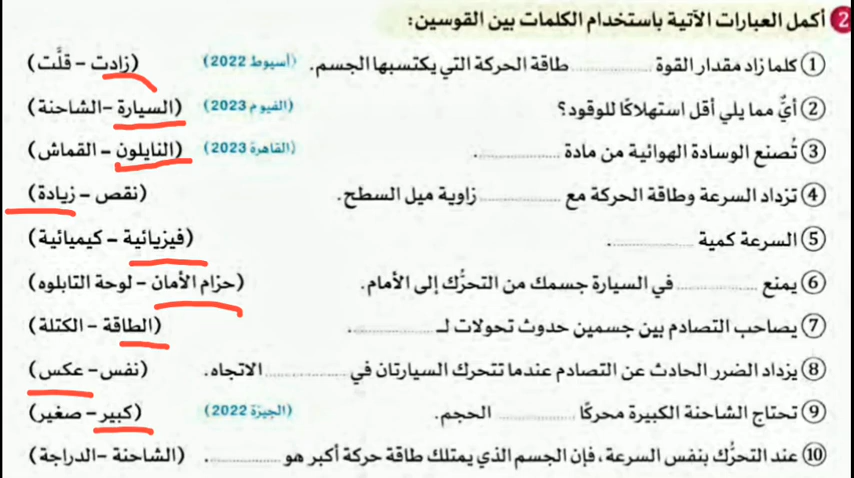 2 أكمل العبارات الآتية باستخدام الكلمات بين القوسين:
① كلما زاد مقدار القوة ............ طاقة الحركة التي يكتسبها الجسم. (أسيوط 2022) (زادت – قلَّت)
② أيٌّ مما يلي أقل استهلاكًا للوقود؟ (الفيوم 2023) (السيارة – الشاحنة)
③ تُصنع الوسادة الهوائية من مادة ............ . (القاهرة 2023) (النايلون – القماش)
④ تزداد السرعة وطاقة الحركة مع ............ زاوية ميل السطح. (نقص – زيادة)
⑤ السرعة كمية ............ . (فيزيائية – كيميائية)
⑥ يمنع ............ في السيارة جسمك من التحرُّك إلى الأمام. (حزام الأمان – لوحة التابلوه)
⑦ يصاحب التصادم بين جسمين حدوث تحولات لـ ............ . (الطاقة – الكتلة)
⑧ يزداد الضرر الحادث عن التصادم عندما تتحرك السيارتان في ............ الاتجاه. (نفس – عكس)
⑨ تحتاج الشاحنة الكبيرة محركًا ............ الحجم. (الجيزة 2022) (كبير – صغير)
⑩ عند التحرُّك بنفس السرعة، فإن الجسم الذي يمتلك طاقة حركة أكبر هو ............ . (الشاحنة – الدراجة)